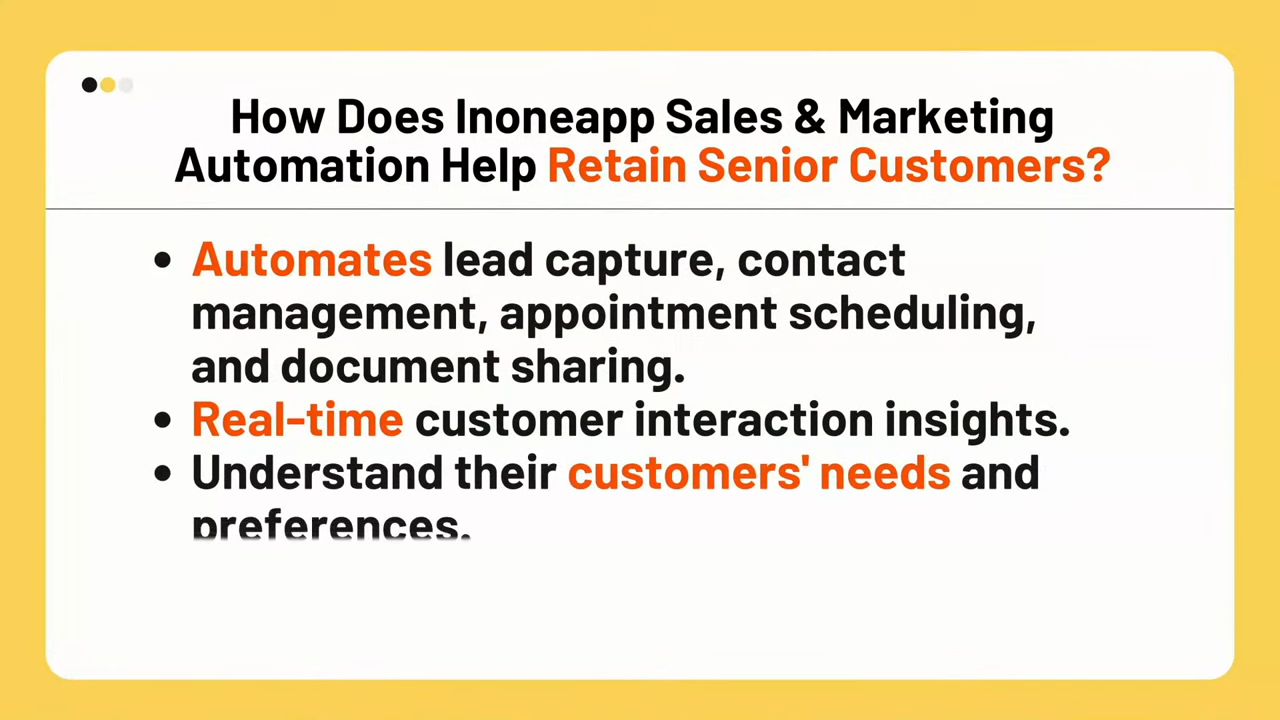 How Does Inoneapp Sales & Marketing
Automation Help Retain Senior Customers?
• Automates lead capture, contact
management, appointment scheduling,
and document sharing.
• Real-time customer interaction insights.
• Understand their customers' needs and
preferences.